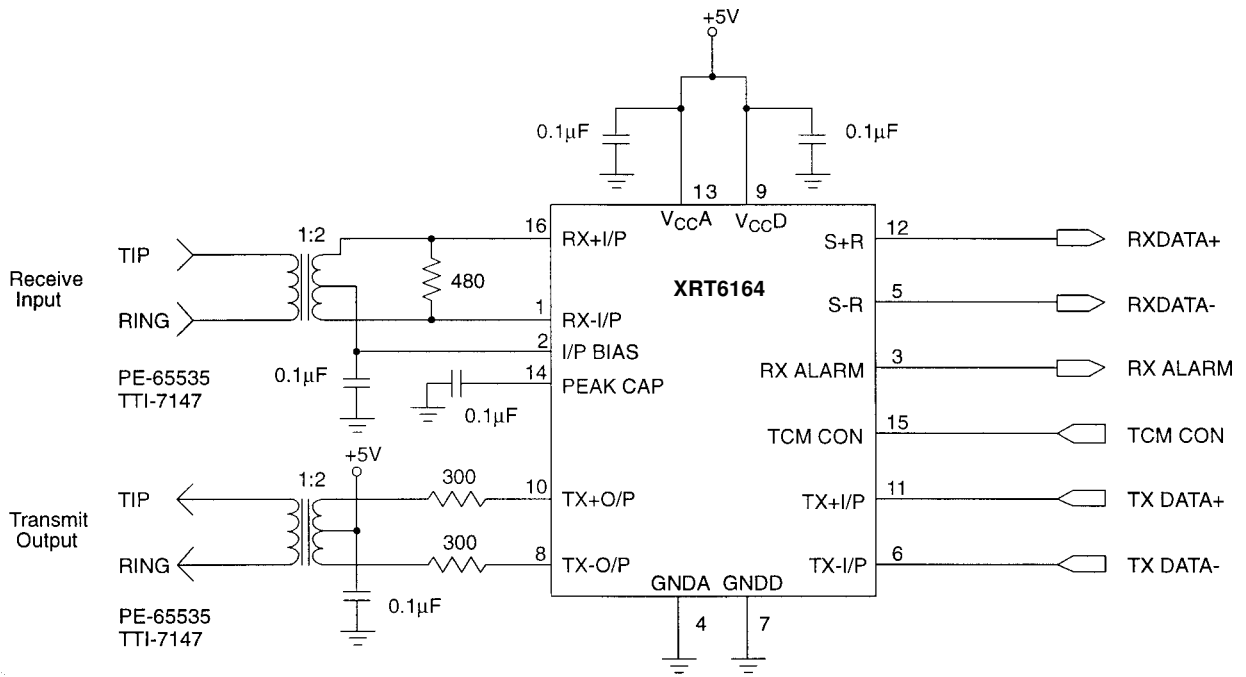 +5V
0.1µF
0.1µF
13
9
VCCA
VCCD
Receive
Input
TIP
RING
1:2
480
16
RX+I/P
1
RX-I/P
2
I/P BIAS
14
PEAK CAP
0.1µF
0.1µF
PE-65535
TTI-7147
XRT6164
S+R
12
RXDATA+
S-R
5
RXDATA-
RX ALARM
3
RX ALARM
TCM CON
15
TCM CON
TX+I/P
11
TX DATA+
TX-I/P
6
TX DATA-
Transmit
Output
TIP
RING
1:2
+5V
300
10
TX+O/P
300
8
TX-O/P
0.1µF
PE-65535
TTI-7147
GNDA
GNDD
4
7